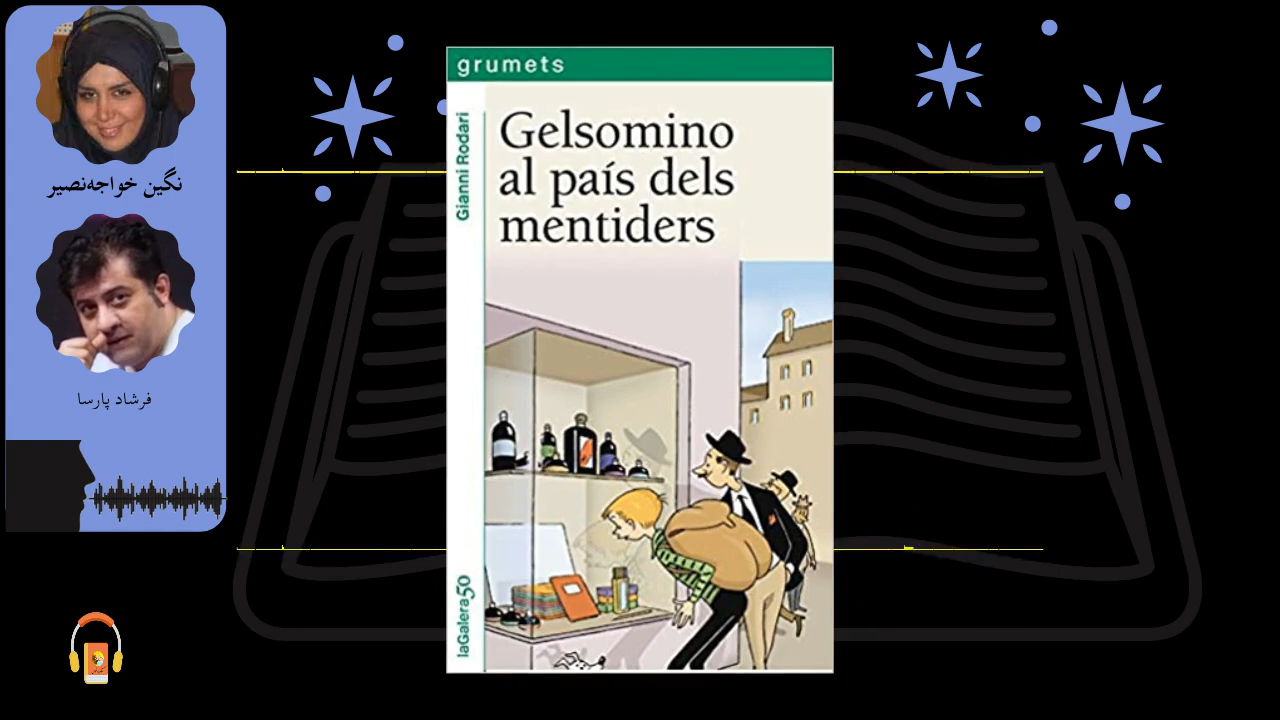 نگین خواجه‌نصیر
فرشاد پارسا
grumets
Gianni Rodari
Gelsomino
al país dels
mentiders
laGalera50